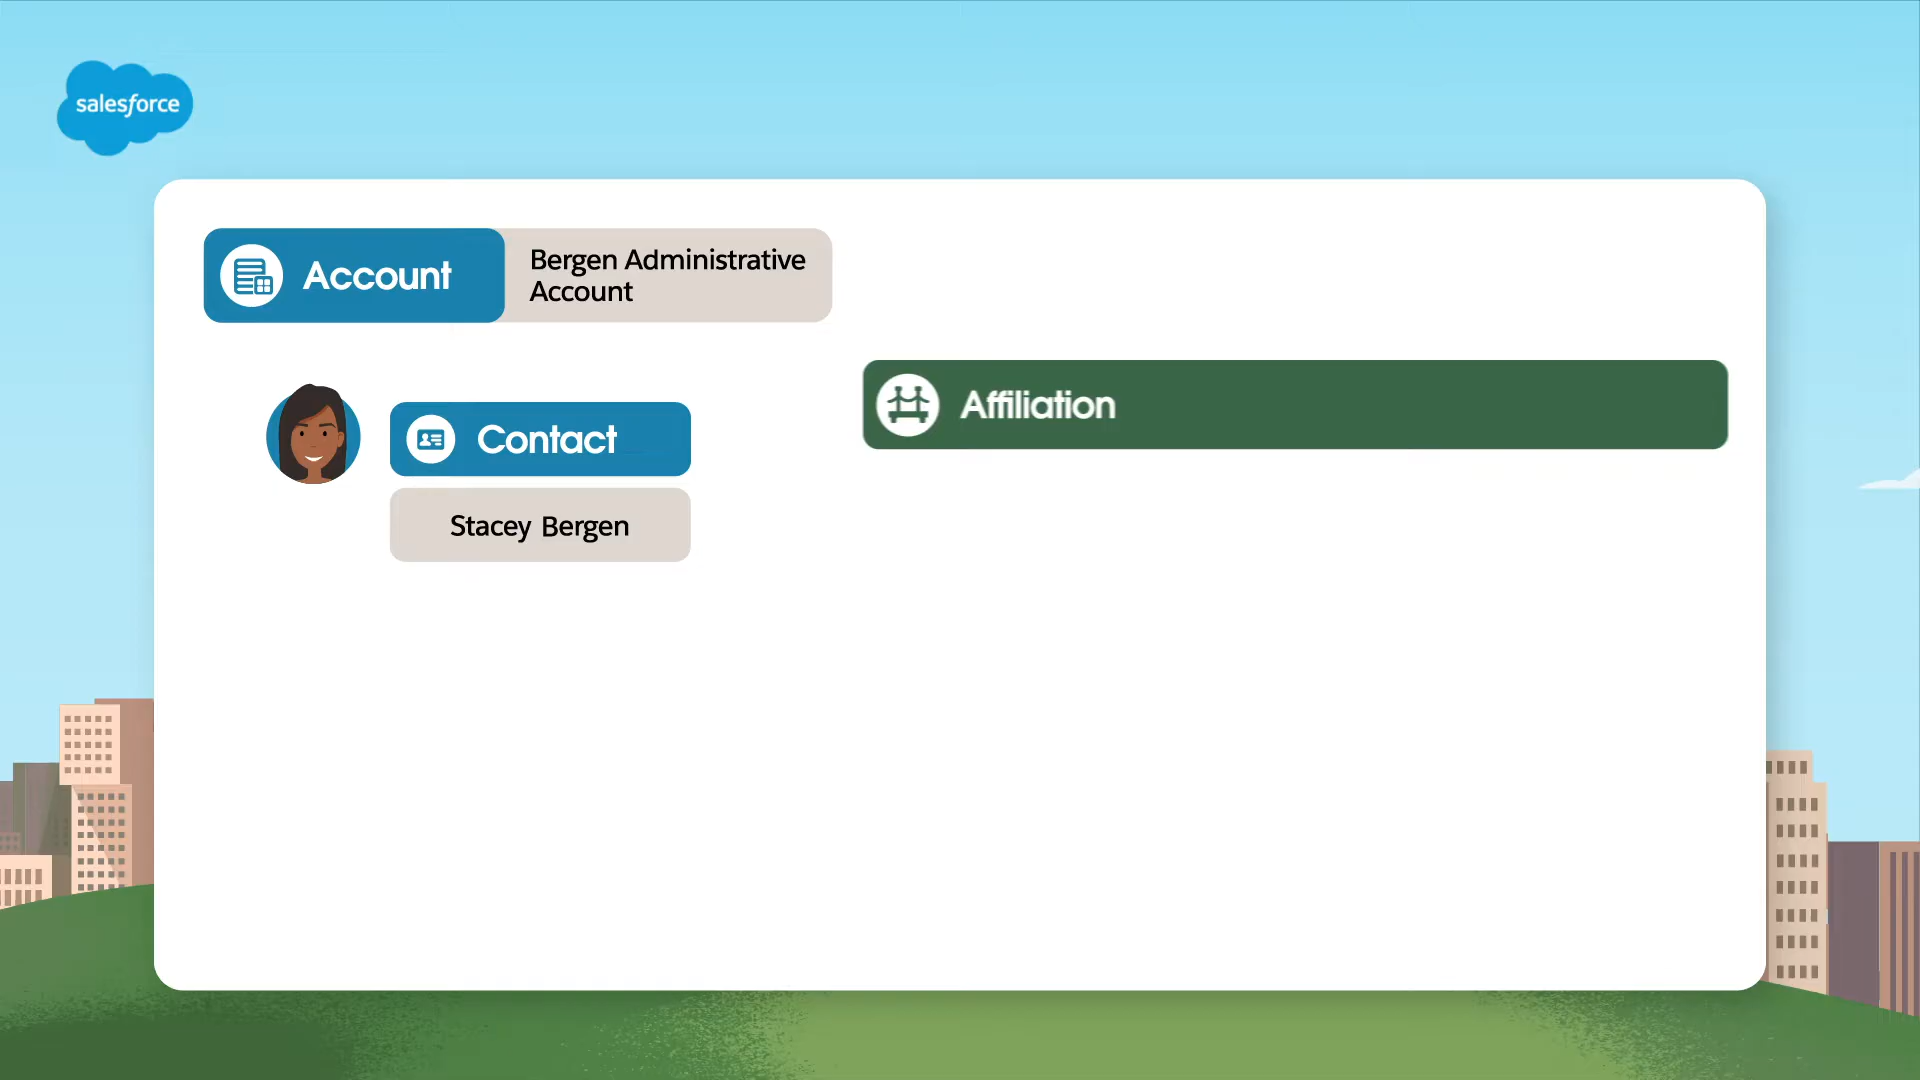 salesforce
Account
Bergen Administrative
Account
Contact
Stacey Bergen
Affiliation